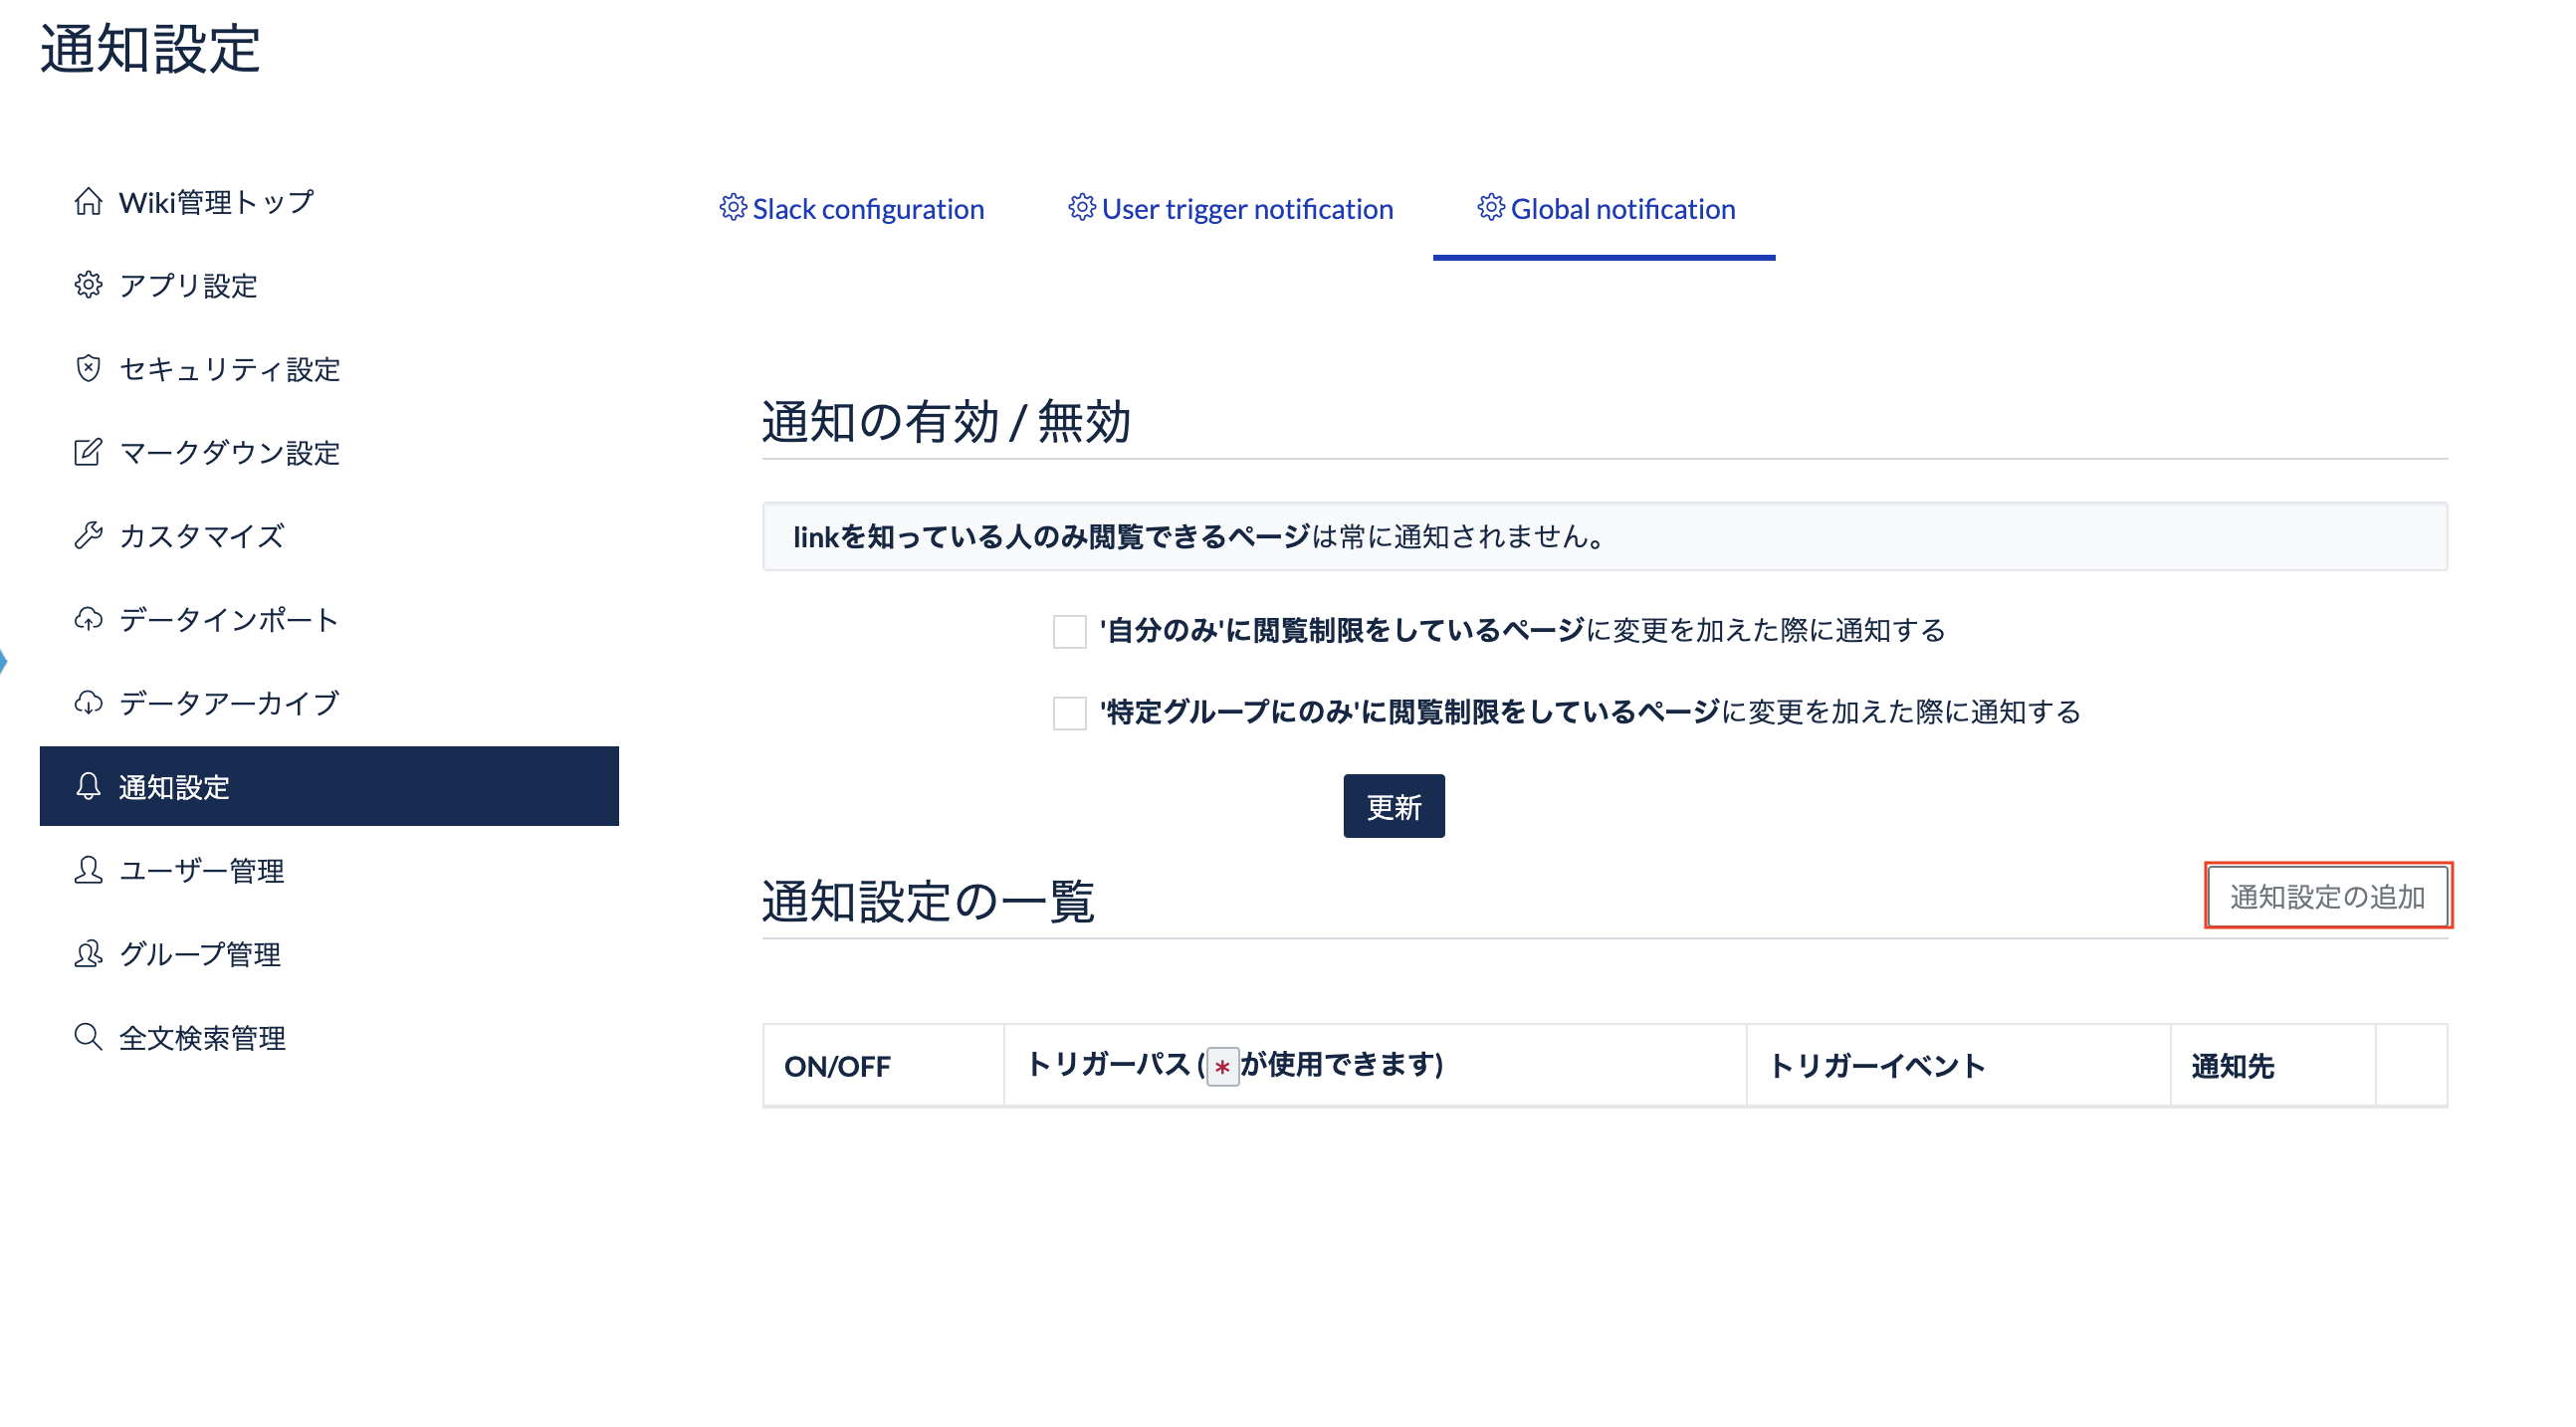 通知設定
Wiki管理トップ
アプリ設定
セキュリティ設定
マークダウン設定
カスタマイズ
データインポート
データアーカイブ
通知設定
ユーザー管理
グループ管理
全文検索管理
Slack configuration User trigger notification Global notification
通知の有効 / 無効
linkを知っている人のみ閲覧できるページは常に通知されません。
'自分のみ'に閲覧制限をしているページに変更を加えた際に通知する
'特定グループにのみ'に閲覧制限をしているページに変更を加えた際に通知する
更新
通知設定の一覧 通知設定の追加
ON/OFF トリガーパス (*が使用できます) トリガーイベント 通知先